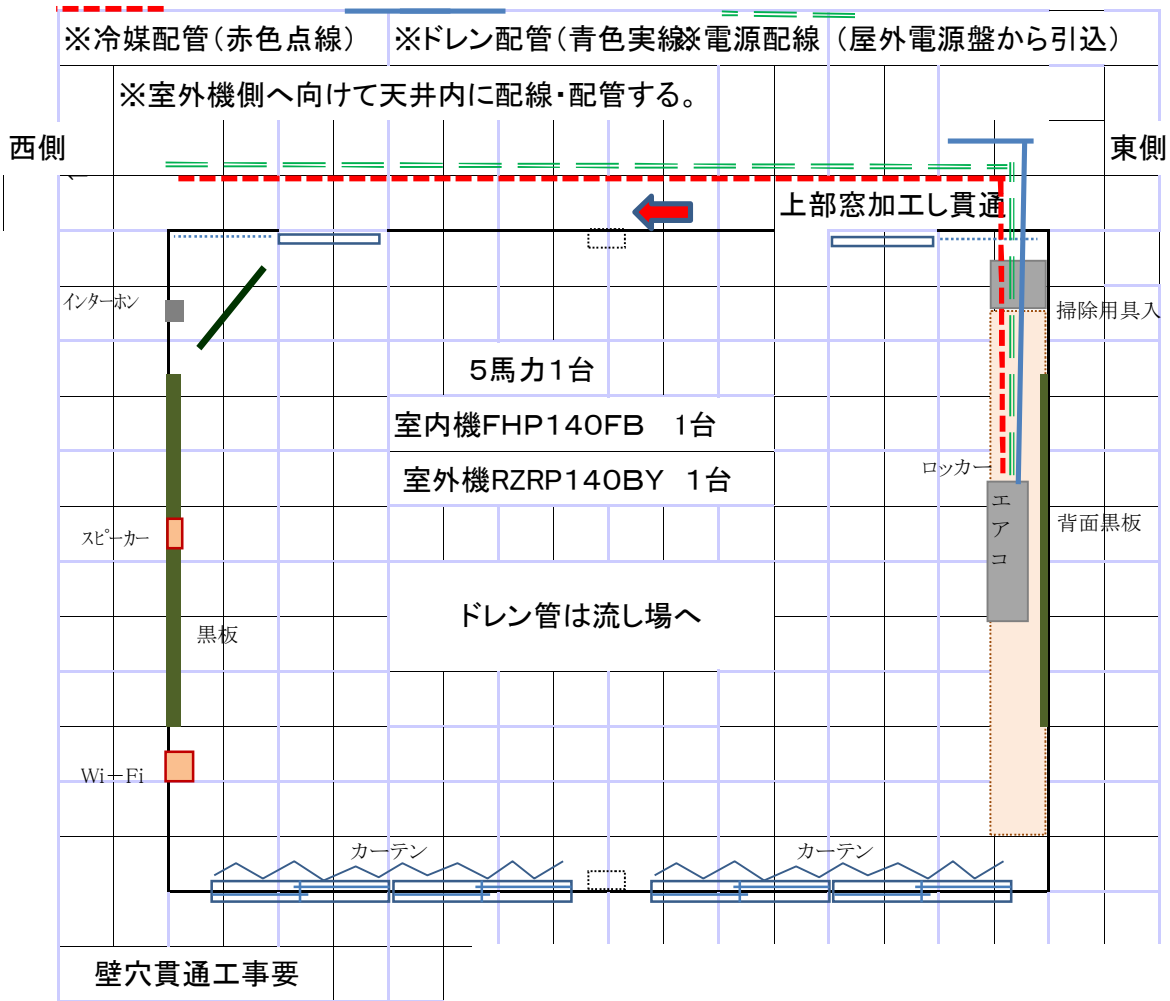 ※冷媒配管(赤色点線) ※ドレン配管(青色実線※電源配線 (屋外電源盤から引込)
※室外機側へ向けて天井内に配線・配管する。
西側
東側
←
上部窓加工し貫通
インターホン
掃除用具入
5馬力1台
室内機FHP140FB 1台
ロッカー
室外機RZRP140BY 1台
エアコ
背面黒板
スピーカー
ドレン管は流し場へ
黒板
Wi-Fi
カーテン
カーテン
壁穴貫通工事要